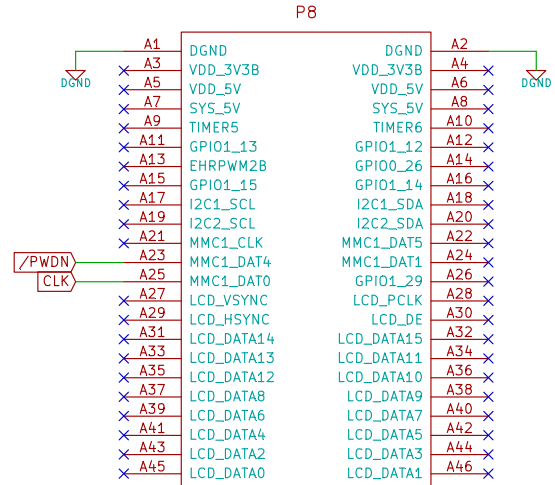 P8
A1 DGND DGND A2
DGND A3 VDD_3V3B VDD_3V3B A4 DGND
A5 VDD_5V VDD_5V A6
A7 SYS_5V SYS_5V A8
A9 TIMER5 TIMER6 A10
A11 GPIO1_13 GPIO1_12 A12
A13 EHRPWM2B GPIO0_26 A14
A15 GPIO1_15 GPIO1_14 A16
A17 I2C1_SCL I2C1_SDA A18
A19 I2C2_SCL I2C2_SDA A20
A21 MMC1_CLK MMC1_DAT5 A22
/PWDN A23 MMC1_DAT4 MMC1_DAT1 A24
CLK A25 MMC1_DAT0 GPIO1_29 A26
A27 LCD_VSYNC LCD_PCLK A28
A29 LCD_HSYNC LCD_DE A30
A31 LCD_DATA14 LCD_DATA15 A32
A33 LCD_DATA13 LCD_DATA11 A34
A35 LCD_DATA12 LCD_DATA10 A36
A37 LCD_DATA8 LCD_DATA9 A38
A39 LCD_DATA6 LCD_DATA7 A40
A41 LCD_DATA4 LCD_DATA5 A42
A43 LCD_DATA2 LCD_DATA3 A44
A45 LCD_DATA0 LCD_DATA1 A46